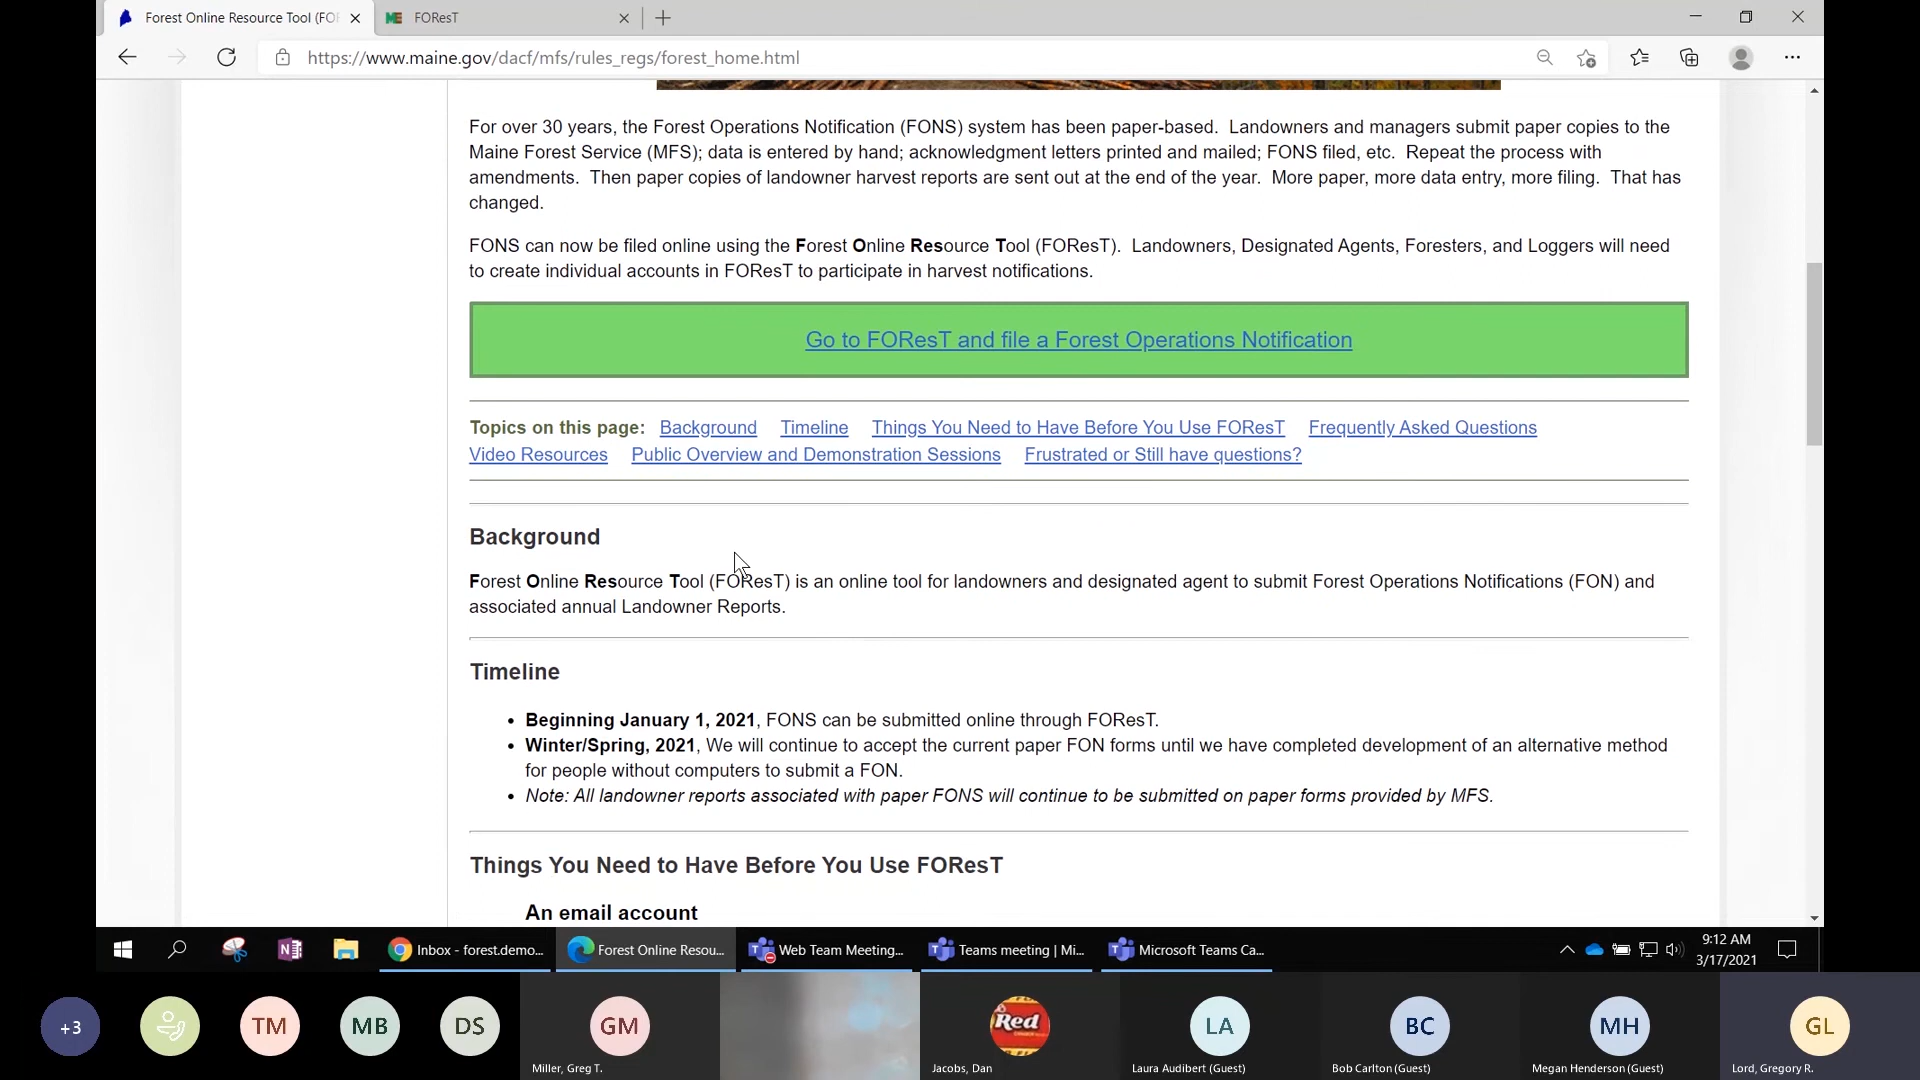 Forest Online Resource Tool (FO
FOResT
https://www.maine.gov/dacf/mfs/rules_regs/forest_home.html
For over 30 years, the Forest Operations Notification (FONS) system has been paper-based.  Landowners and managers submit paper copies to the
Maine Forest Service (MFS); data is entered by hand; acknowledgment letters printed and mailed; FONS filed, etc.  Repeat the process with
amendments.  Then paper copies of landowner harvest reports are sent out at the end of the year.  More paper, more data entry, more filing.  That has
changed.
FONS can now be filed online using the Forest Online Resource Tool (FOResT).  Landowners, Designated Agents, Foresters, and Loggers will need
to create individual accounts in FOResT to participate in harvest notifications.
Go to FOResT and file a Forest Operations Notification
Topics on this page: Background Timeline Things You Need to Have Before You Use FOResT Frequently Asked Questions
Video Resources Public Overview and Demonstration Sessions Frustrated or Still have questions?
Background
Forest Online Resource Tool (FOResT) is an online tool for landowners and designated agent to submit Forest Operations Notifications (FON) and
associated annual Landowner Reports.
Timeline
• Beginning January 1, 2021, FONS can be submitted online through FOResT.
• Winter/Spring, 2021, We will continue to accept the current paper FON forms until we have completed development of an alternative method
for people without computers to submit a FON.
• Note: All landowner reports associated with paper FONS will continue to be submitted on paper forms provided by MFS.
Things You Need to Have Before You Use FOResT
An email account
Inbox - forest.demo... Forest Online Resou... Web Team Meeting... Teams meeting | Mi... Microsoft Teams Ca...
9:12 AM
3/17/2021
+3 TM MB DS GM Red LA BC MH GL
Miller, Greg T. Jacobs, Dan Laura Audibert (Guest) Bob Carlton (Guest) Megan Henderson (Guest) Lord, Gregory R.